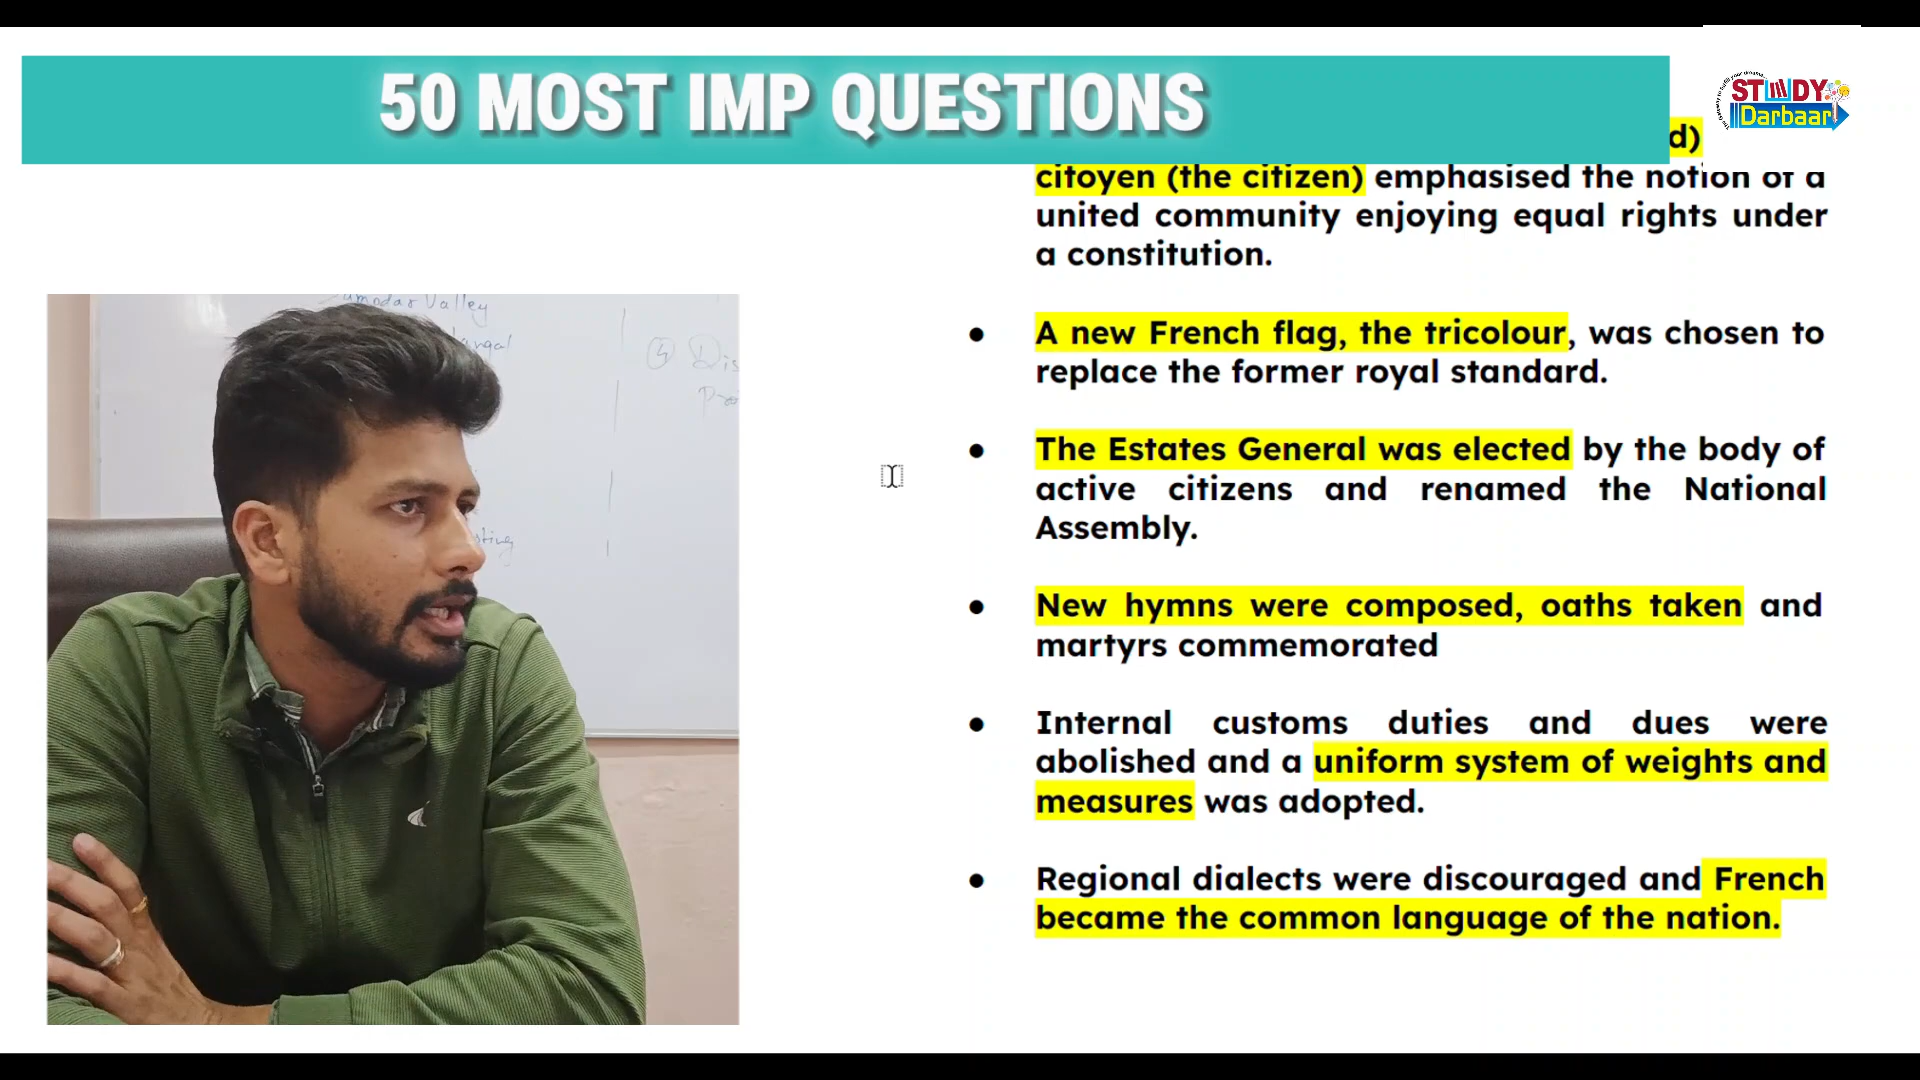 50 MOST IMP QUESTIONS
STUDY
Darbaar
d)
citoyen (the citizen) emphasised the notion of a
united community enjoying equal rights under
a constitution.
● A new French flag, the tricolour, was chosen to
replace the former royal standard.
● The Estates General was elected by the body of
active citizens and renamed the National
Assembly.
● New hymns were composed, oaths taken and
martyrs commemorated
● Internal customs duties and dues were
abolished and a uniform system of weights and
measures was adopted.
● Regional dialects were discouraged and French
became the common language of the nation.
Valley
4 Dis